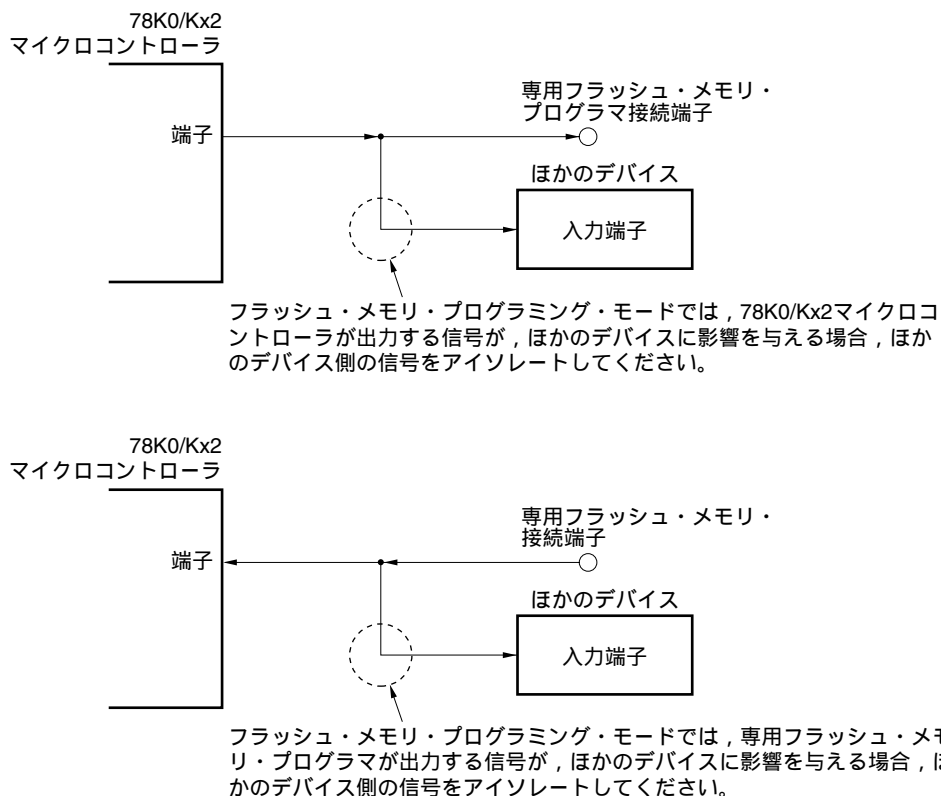 78K0/Kx2
マイクロコントローラ
端子
専用フラッシュ・メモリ・
プログラマ接続端子
ほかのデバイス
入力端子
フラッシュ・メモリ・プログラミング・モードでは，78K0/Kx2マイクロコ
ントローラが出力する信号が，ほかのデバイスに影響を与える場合，ほか
のデバイス側の信号をアイソレートしてください。
78K0/Kx2
マイクロコントローラ
端子
専用フラッシュ・メモリ・
接続端子
ほかのデバイス
入力端子
フラッシュ・メモリ・プログラミング・モードでは，専用フラッシュ・メモ
リ・プログラマが出力する信号が，ほかのデバイスに影響を与える場合，ほ
かのデバイス側の信号をアイソレートしてください。